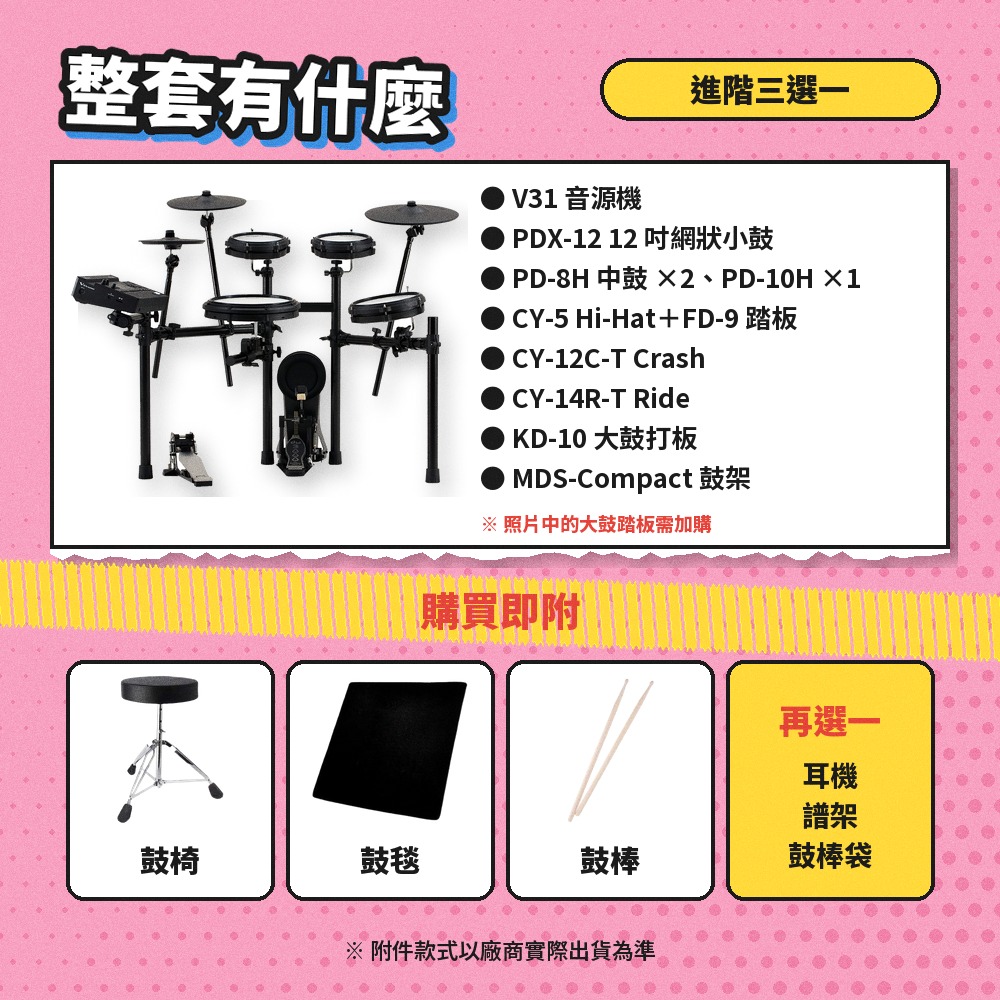 整套有什麼
進階三選一
● V31 音源機
● PDX-12 12 吋網狀小鼓
● PD-8H 中鼓 ×2、PD-10H ×1
● CY-5 Hi-Hat＋FD-9 踏板
● CY-12C-T Crash
● CY-14R-T Ride
● KD-10 大鼓打板
● MDS-Compact 鼓架
※ 照片中的大鼓踏板需加購
購買即附
鼓椅
鼓毯
鼓棒
再選一
耳機
譜架
鼓棒袋
※ 附件款式以廠商實際出貨為準